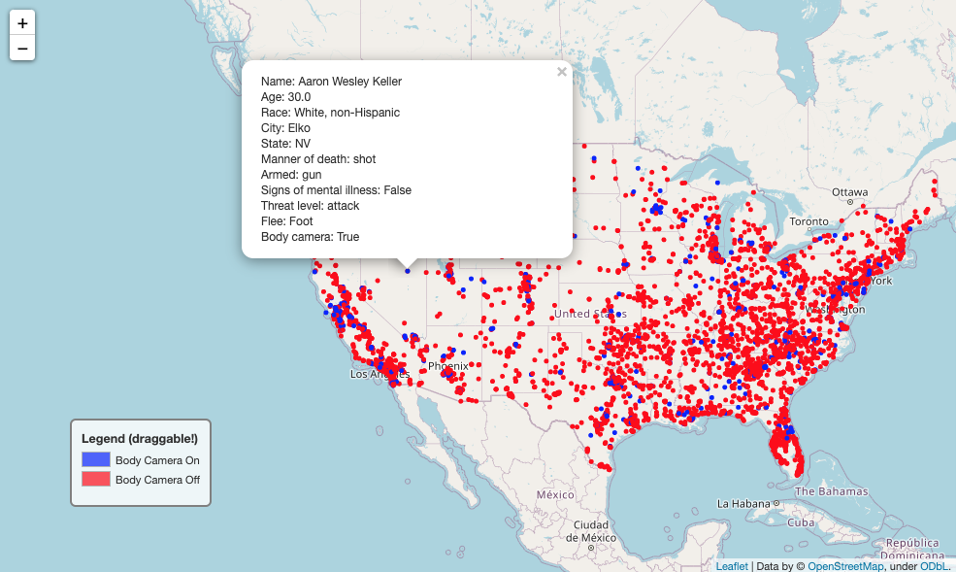 +
−
×
Name: Aaron Wesley Keller
Age: 30.0
Race: White, non-Hispanic
City: Elko
State: NV
Manner of death: shot
Armed: gun
Signs of mental illness: False
Threat level: attack
Flee: Foot
Body camera: True
Ottawa
Toronto
York
Washington
United States
Phoenix
Los Angeles
Legend (draggable!)
Body Camera On
Body Camera Off
México
La Habana
The Bahamas
Cuba
Ciudad
de México
República
Dominicana
Leaflet | Data by © OpenStreetMap, under ODbL.